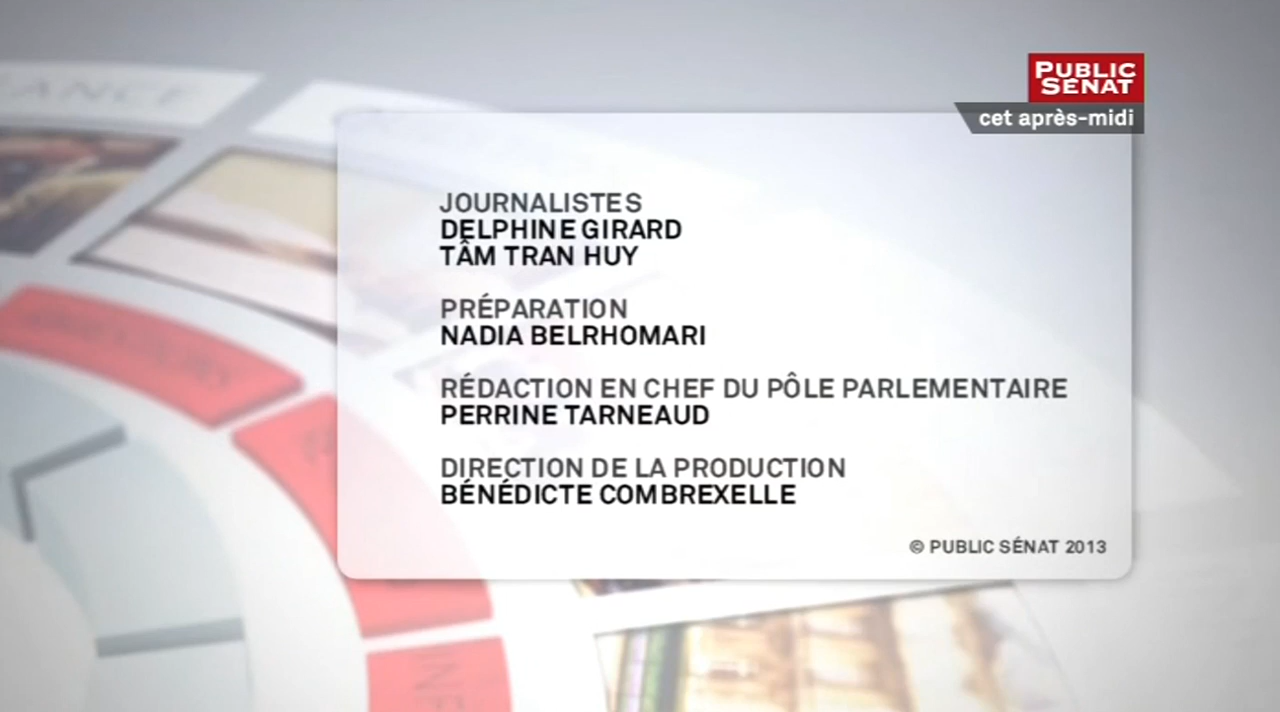 PUBLIC
SÉNAT
cet après-midi
JOURNALISTES
DELPHINE GIRARD
TÂM TRAN HUY
PRÉPARATION
NADIA BELRHOMARI
RÉDACTION EN CHEF DU PÔLE PARLEMENTAIRE
PERRINE TARNEAUD
DIRECTION DE LA PRODUCTION
BÉNÉDICTE COMBREXELLE
© PUBLIC SÉNAT 2013